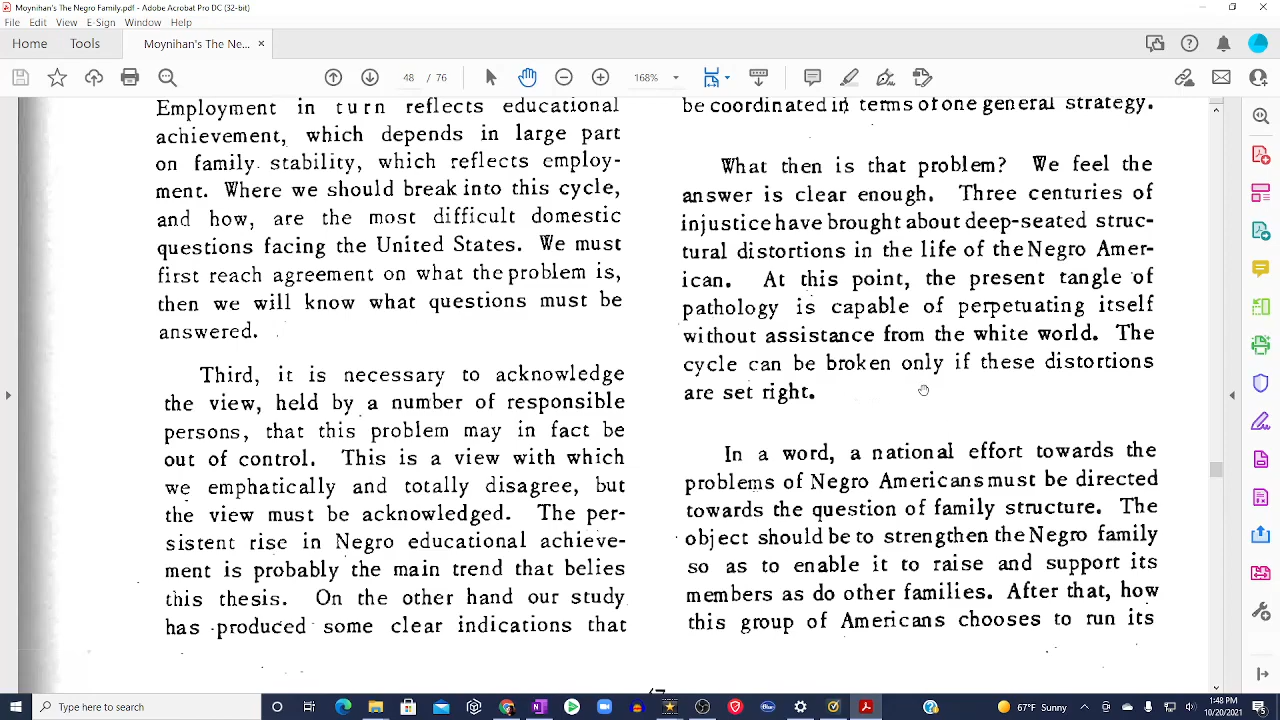 Moynihan's The Negro Family.pdf - Adobe Acrobat Pro DC (32-bit)
File Edit View E-Sign Window Help
Home Tools Moynihan's The Ne... ×
48 / 76 168%
Employment in turn reflects educational
achievement, which depends in large part
on family stability, which reflects employ-
ment. Where we should break into this cycle,
and how, are the most difficult domestic
questions facing the United States. We must
first reach agreement on what the problem is,
then we will know what questions must be
answered.
Third, it is necessary to acknowledge
the view, held by a number of responsible
persons, that this problem may in fact be
out of control. This is a view with which
we emphatically and totally disagree, but
the view must be acknowledged. The per-
sistent rise in Negro educational achieve-
ment is probably the main trend that belies
this thesis. On the other hand our study
has produced some clear indications that
be coordinated in terms of one general strategy.
What then is that problem? We feel the
answer is clear enough. Three centuries of
injustice have brought about deep-seated struc-
tural distortions in the life of the Negro Amer-
ican. At this point, the present tangle of
pathology is capable of perpetuating itself
without assistance from the white world. The
cycle can be broken only if these distortions
are set right.
In a word, a national effort towards the
problems of Negro Americans must be directed
towards the question of family structure. The
object should be to strengthen the Negro family
so as to enable it to raise and support its
members as do other families. After that, how
this group of Americans chooses to run its
Type here to search
67°F Sunny
1:48 PM
10/20/2021